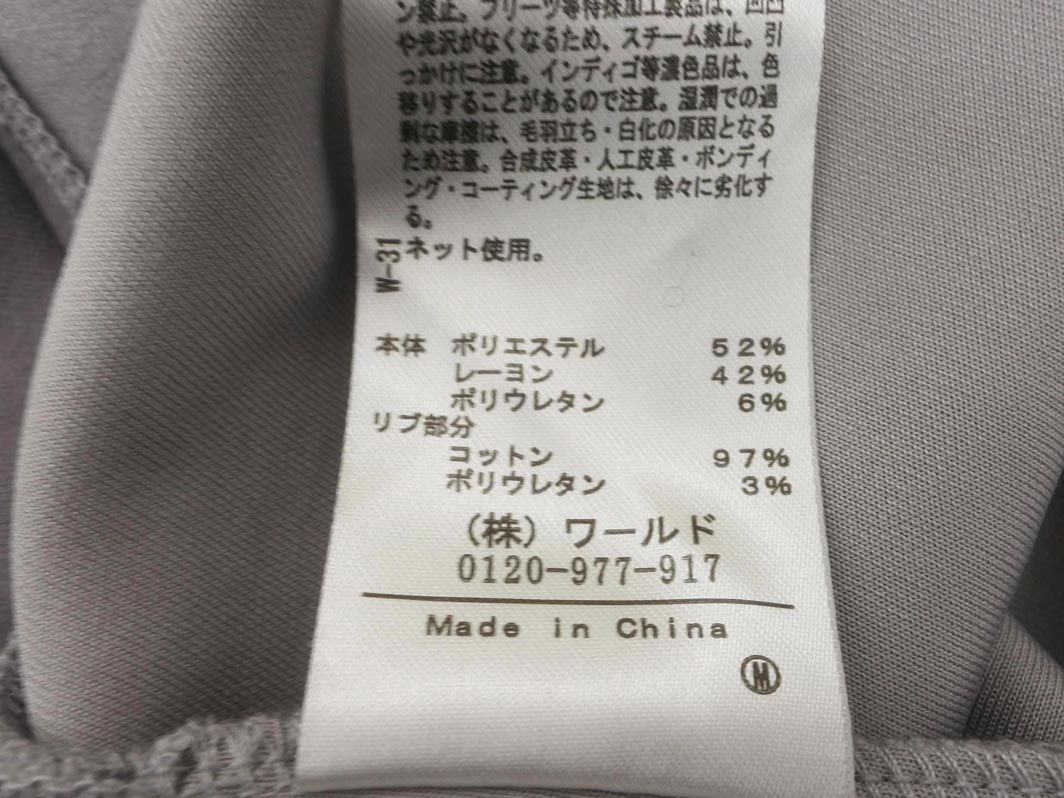 ン禁止。プリーツ等特殊加工製品は、凹凸
や光沢がなくなるため、スチーム禁止。引
っかけに注意。インディゴ等濃色品は、色
移りすることがあるので注意。湿潤での過
剰な摩擦は、毛羽立ち・白化の原因となる
ため注意。合成皮革・人工皮革・ボンディ
ング・コーティング生地は、徐々に劣化す
る。
ネット使用。
W-31
本体 ポリエステル 52%
レーヨン 42%
ポリウレタン 6%
リブ部分
コットン 97%
ポリウレタン 3%
(株)ワールド
0120-977-917
Made in China
M